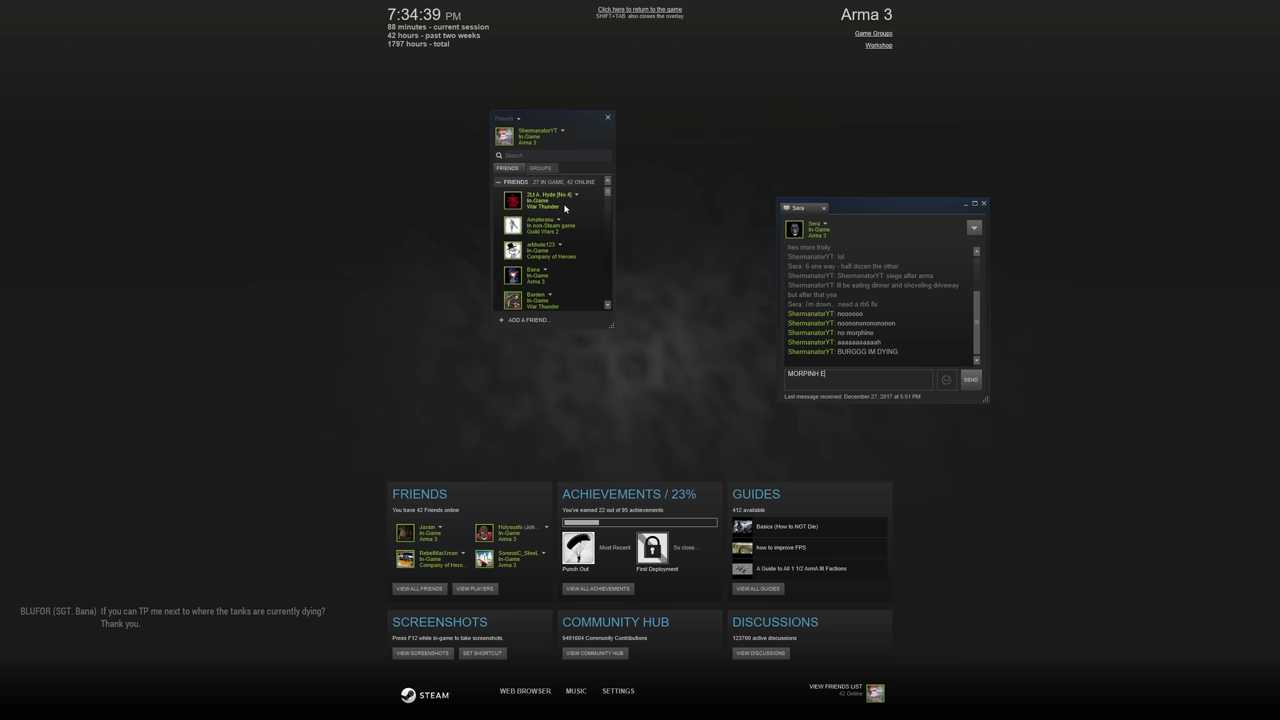 7:34:39 PM
88 minutes - current session
42 hours - past two weeks
1797 hours - total
Click here to return to the game
SHIFT+TAB also closes the overlay
Arma 3
Game Groups
Workshop
Friends
ShermanatorYT
In-Game
Arma 3
Search
FRIENDS GROUPS
FRIENDS 27 IN GAME, 42 ONLINE
2Lt A. Hyde [No.4]
In-Game
War Thunder
Amaterasu
In non-Steam game
Guild Wars 2
artdude123
In-Game
Company of Heroes
Bana
In-Game
Arma 3
Barden
In-Game
War Thunder
ADD A FRIEND...
Sera
Sera
In-Game
Arma 3
hes more trolly
ShermanatorYT: lol
Sera: 6 one way - half dozen the other
ShermanatorYT: ShermanatorYT: siege after arma
ShermanatorYT: ill be eating dinner and shoveling driveway
but after that yea
Sera: i'm down...need a rb6 fix
ShermanatorYT: noooooo
ShermanatorYT: noononononononon
ShermanatorYT: no morphine
ShermanatorYT: aaaaaaaaaaah
ShermanatorYT: BURGGG IM DYING
MORPINH E
SEND
Last message received: December 27, 2017 at 5:51 PM
FRIENDS
You have 42 Friends online
In-Game
Arma 3
Holysushi (Joh...
In-Game
Arma 3
RebelManXman
In-Game
Company of Hero...
SorensiC_SteeL
In-Game
Arma 3
VIEW ALL FRIENDS
VIEW PLAYERS
ACHIEVEMENTS / 23%
You've earned 22 out of 95 achievements
Most Recent
So close...
Punch Out
First Deployment
VIEW ALL ACHIEVEMENTS
GUIDES
412 available
Basics (How to NOT Die)
how to improve FPS
A Guide to All 1 1/2 ArmA III Factions
VIEW ALL GUIDES
BLUFOR (SGT. Bana) If you can TP me next to where the tanks are currently dying?
Thank you.
SCREENSHOTS
Press F12 while in-game to take screenshots.
VIEW SCREENSHOTS
SET SHORTCUT
COMMUNITY HUB
9491604 Community Contributions
VIEW COMMUNITY HUB
DISCUSSIONS
123760 active discussions
VIEW DISCUSSIONS
STEAM
WEB BROWSER
MUSIC
SETTINGS
VIEW FRIENDS LIST
42 Online